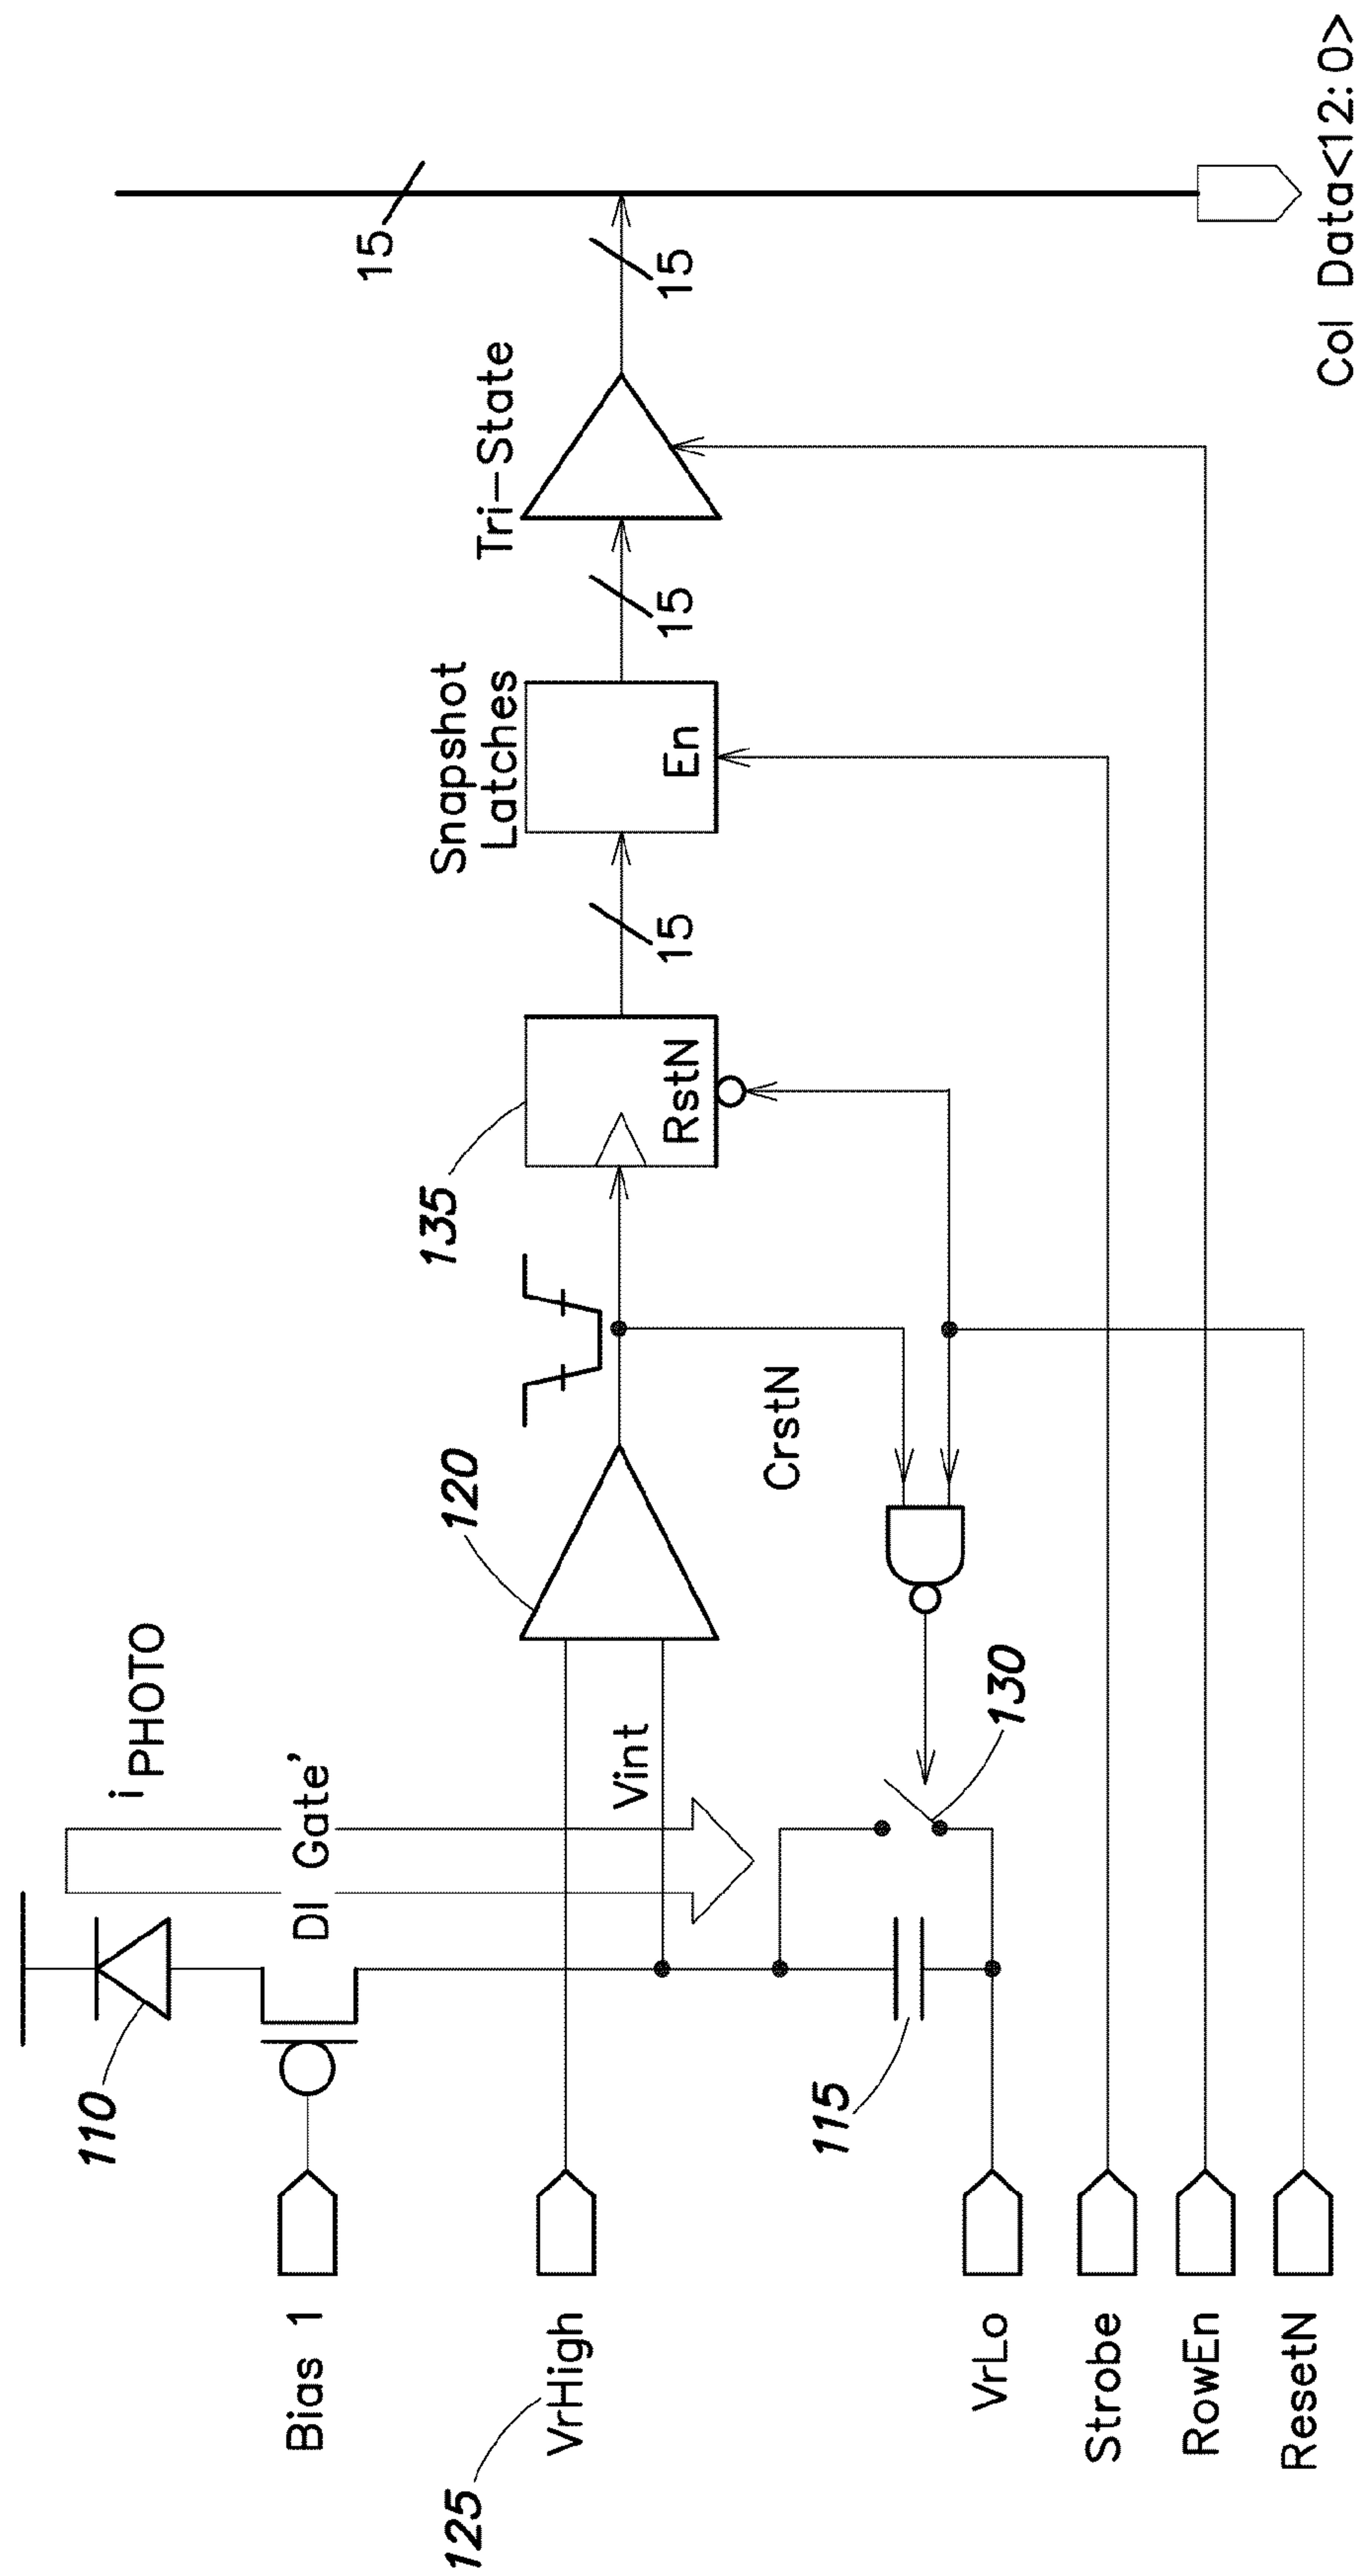 110
iPHOTO
Bias 1
DI Gate'
125
VrHigh
Vint
120
135
Snapshot
Latches
Tri-State
15
15
15
15
RstN
En
CrstN
115
130
VrLo
Strobe
RowEn
ResetN
Col Data<12:0>